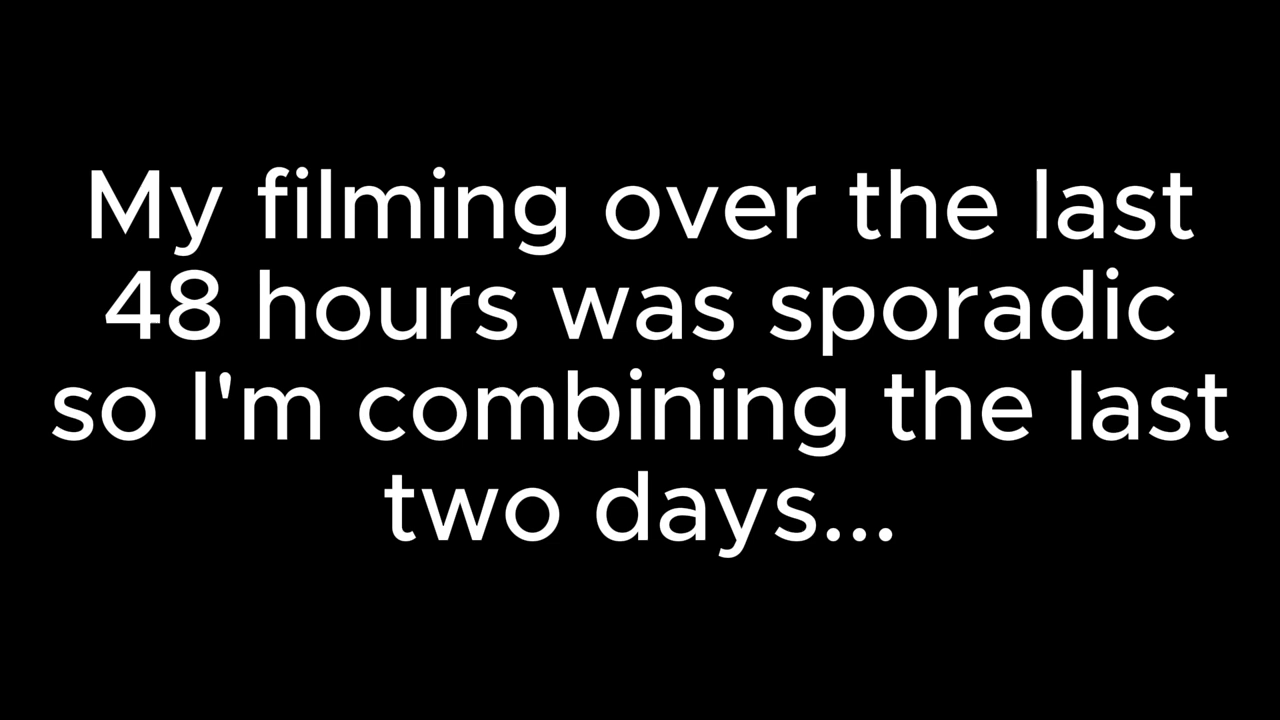 My filming over the last
48 hours was sporadic
so I'm combining the last
two days...